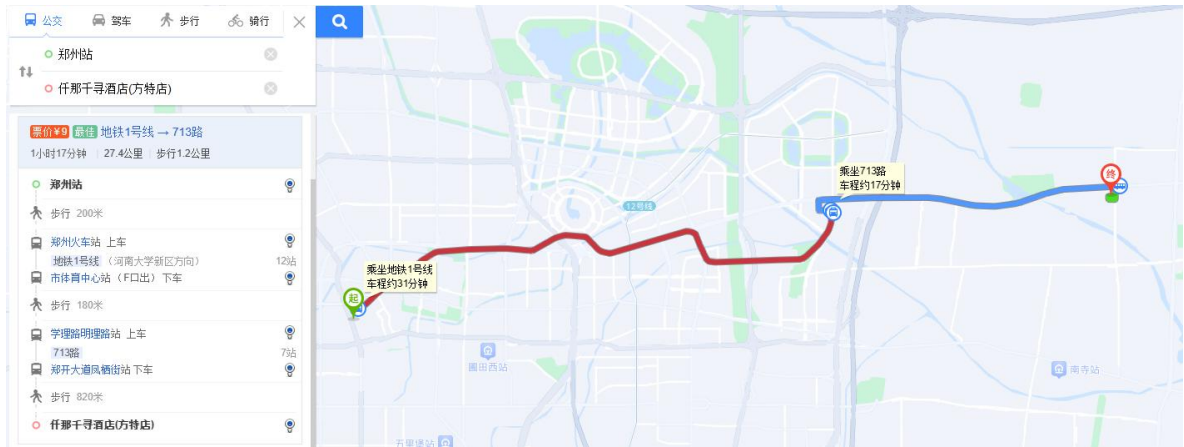 公交 驾车 步行 骑行
郑州站
仟那千寻酒店(方特店)
票价¥9 最佳 地铁1号线 → 713路
1小时17分钟 27.4公里 步行1.2公里
郑州站
步行 200米
郑州火车站 上车
地铁1号线 (河南大学新区方向) 12站
市体育中心站 (F口出) 下车
步行 180米
学理路明理路站 上车
713路 7站
郑开大道凤栖街站 下车
步行 820米
仟那千寻酒店(方特店)
乘坐713路
车程约17分钟
终
12号线
乘坐地铁1号线
车程约31分钟
起
圃田西站
南寺站
五里堡站